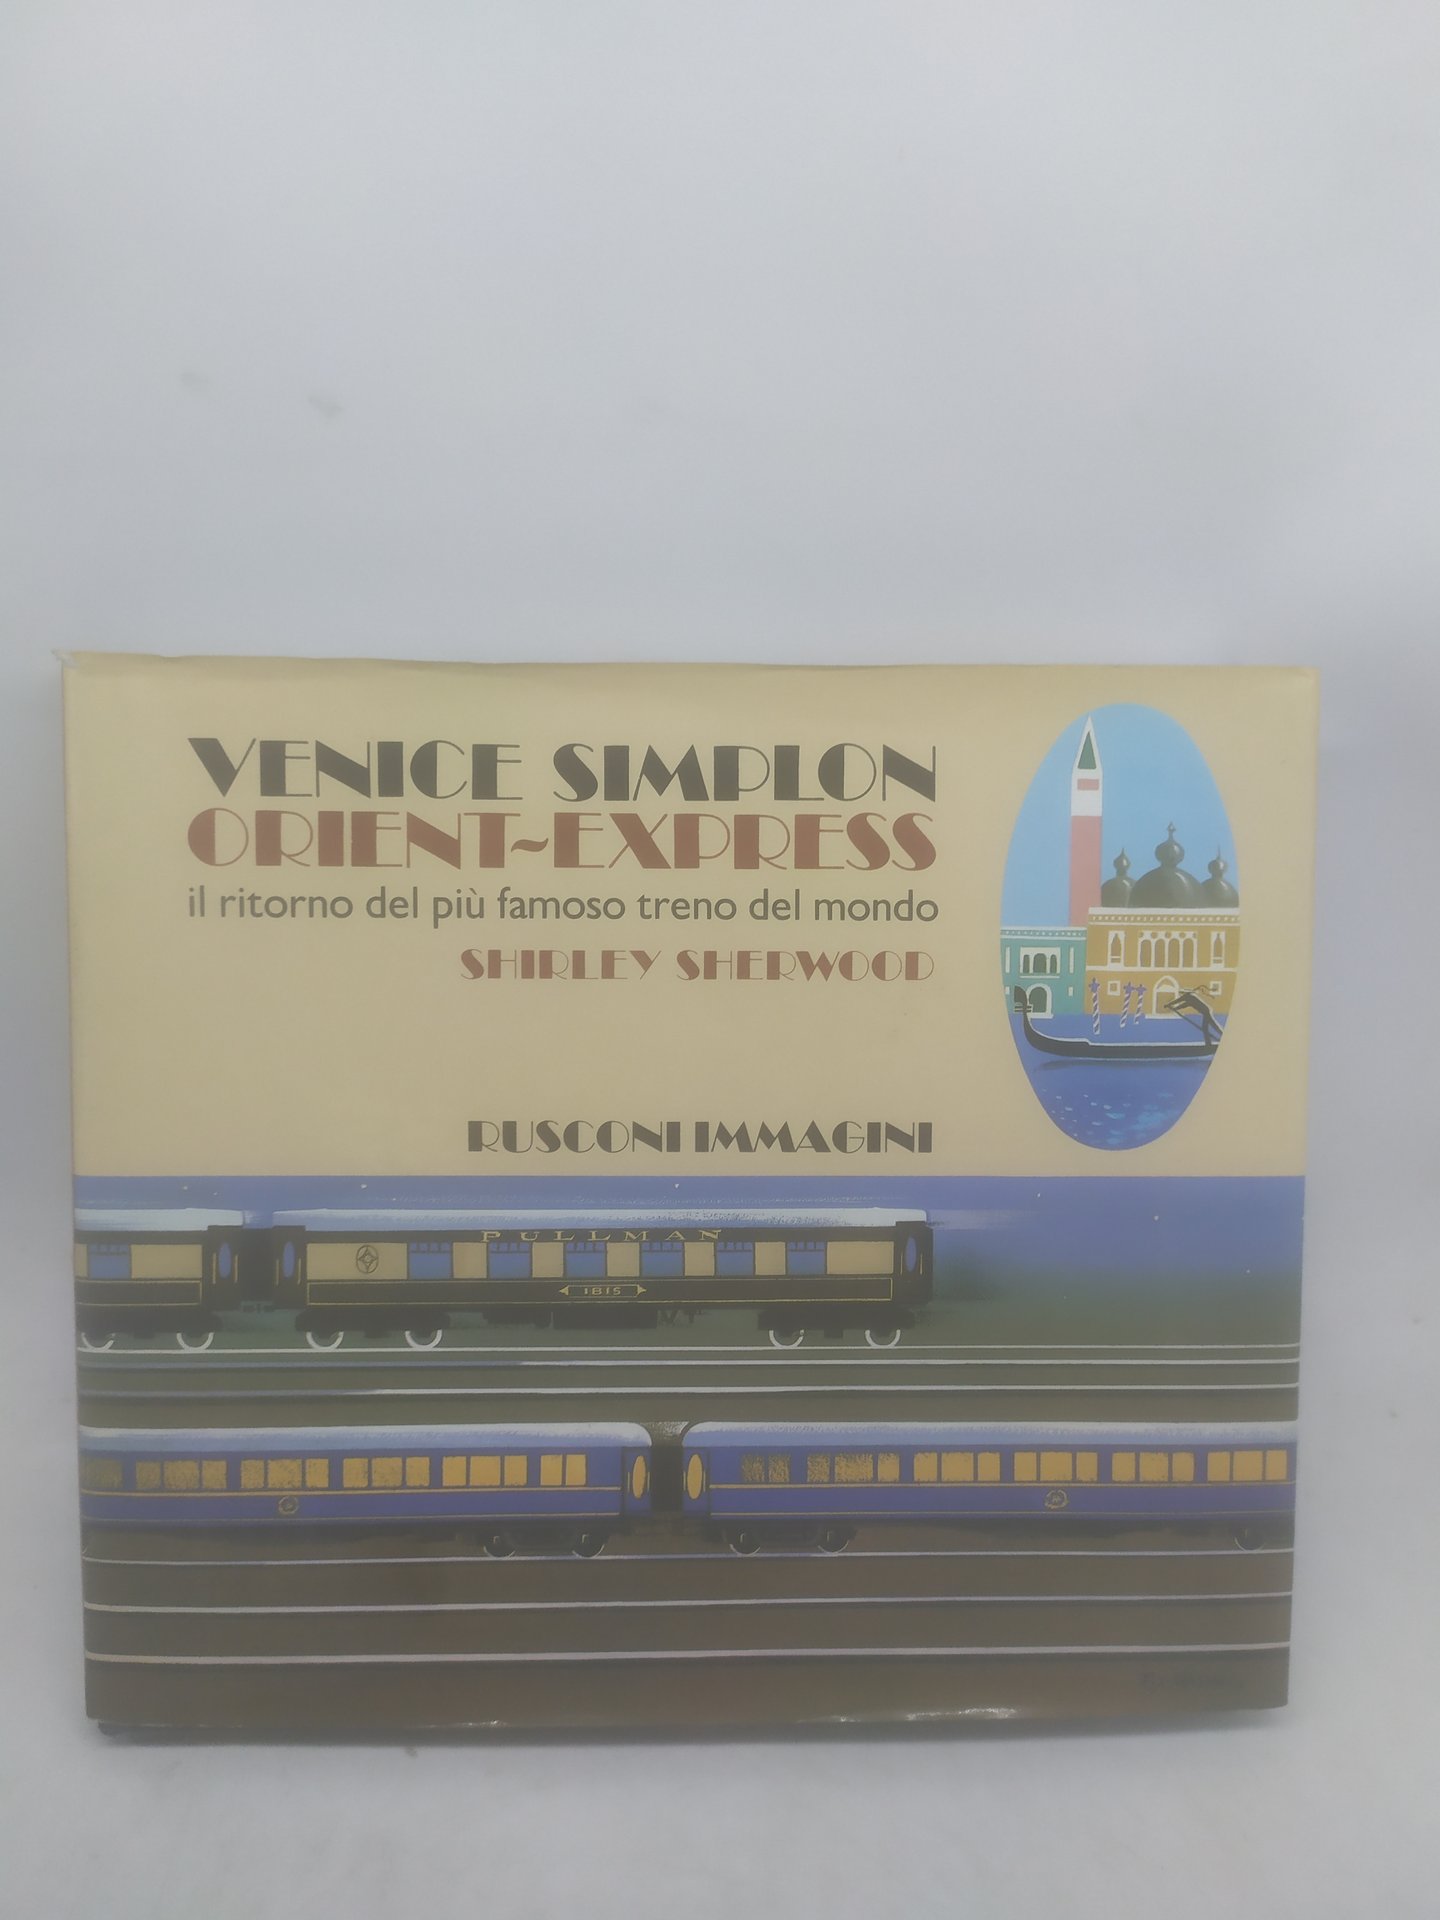 VENICE SIMPLON
ORIENT~EXPRESS
il ritorno del più famoso treno del mondo
SHIRLEY SHERWOOD
RUSCONI IMMAGINI
PULLMAN
IBIS